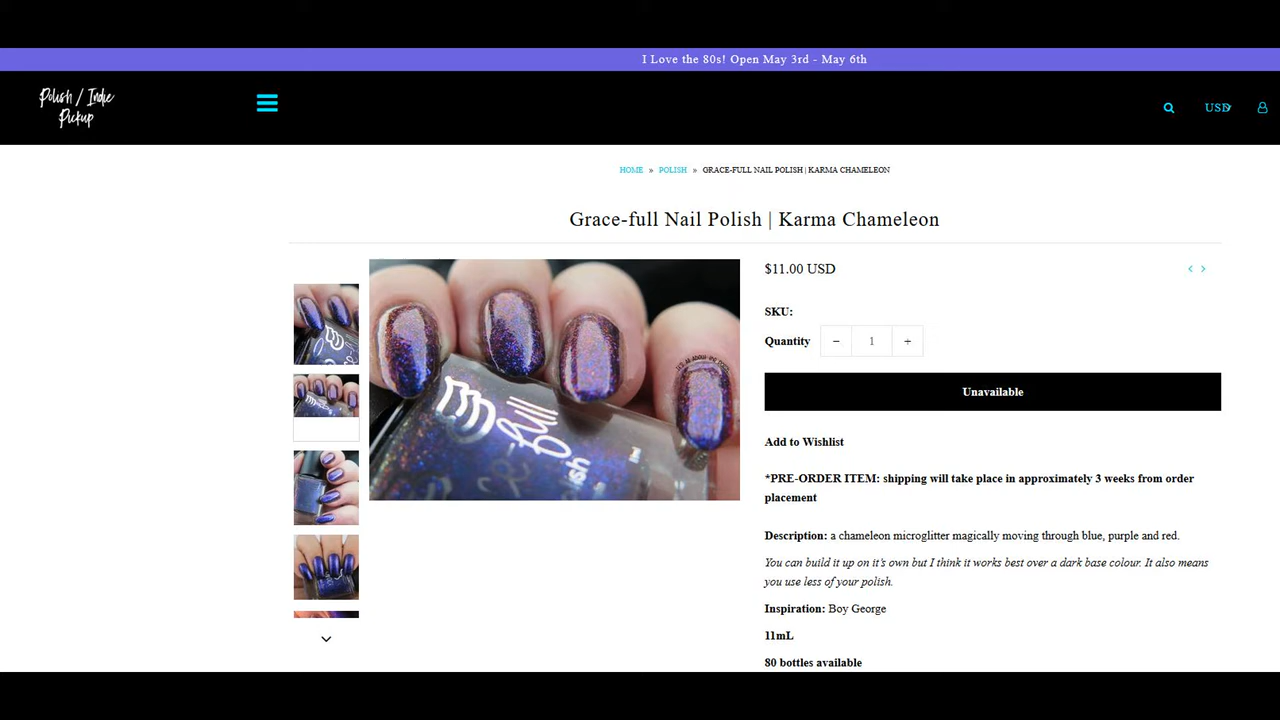 I Love the 80s! Open May 3rd - May 6th
Polish / Indie
Pickup
USD
HOME » POLISH » GRACE-FULL NAIL POLISH | KARMA CHAMELEON
Grace-full Nail Polish | Karma Chameleon
$11.00 USD
SKU:
Quantity − 1 +
Unavailable
Add to Wishlist
*PRE-ORDER ITEM: shipping will take place in approximately 3 weeks from order
placement
Description: a chameleon microglitter magically moving through blue, purple and red.
You can build it up on it's own but I think it works best over a dark base colour. It also means
you use less of your polish.
Inspiration: Boy George
11mL
80 bottles available
full